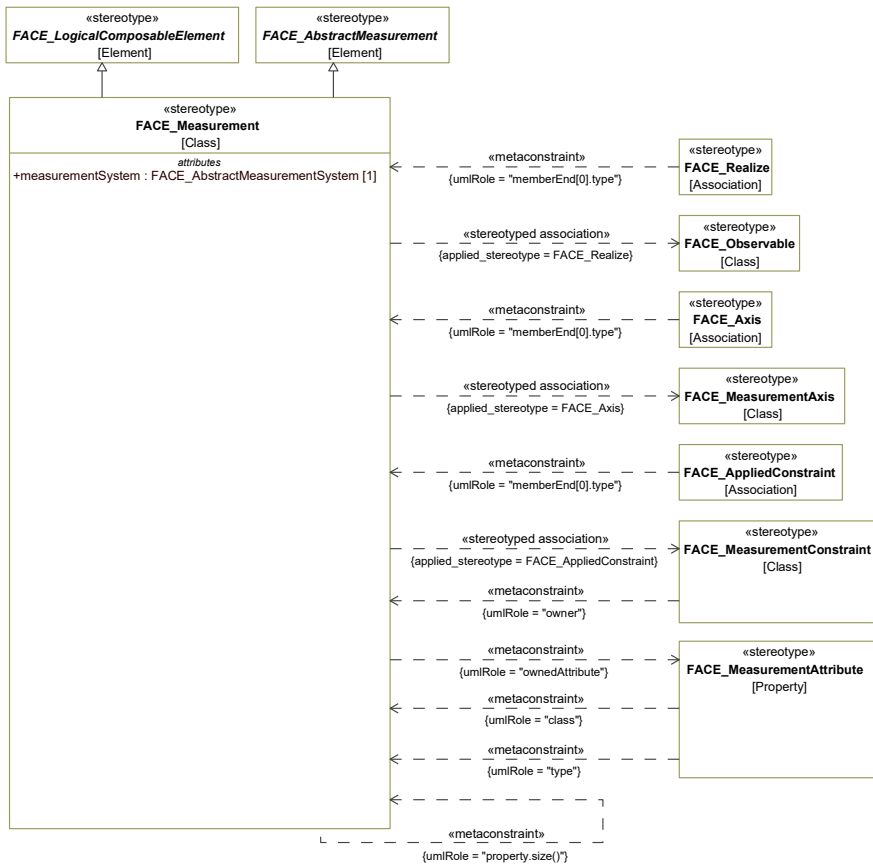 «stereotype»
FACE_LogicalComposableElement
[Element]
«stereotype»
FACE_AbstractMeasurement
[Element]
«stereotype»
FACE_Measurement
[Class]
attributes
+measurementSystem : FACE_AbstractMeasurementSystem [1]
«metaconstraint»
{umlRole = "memberEnd[0].type"}
«stereotype»
FACE_Realize
[Association]
«stereotyped association»
{applied_stereotype = FACE_Realize}
«stereotype»
FACE_Observable
[Class]
«metaconstraint»
{umlRole = "memberEnd[0].type"}
«stereotype»
FACE_Axis
[Association]
«stereotyped association»
{applied_stereotype = FACE_Axis}
«stereotype»
FACE_MeasurementAxis
[Class]
«metaconstraint»
{umlRole = "memberEnd[0].type"}
«stereotype»
FACE_AppliedConstraint
[Association]
«stereotyped association»
{applied_stereotype = FACE_AppliedConstraint}
«stereotype»
FACE_MeasurementConstraint
[Class]
«metaconstraint»
{umlRole = "owner"}
«metaconstraint»
{umlRole = "ownedAttribute"}
«stereotype»
FACE_MeasurementAttribute
[Property]
«metaconstraint»
{umlRole = "class"}
«metaconstraint»
{umlRole = "type"}
«metaconstraint»
{umlRole = "property.size()"}